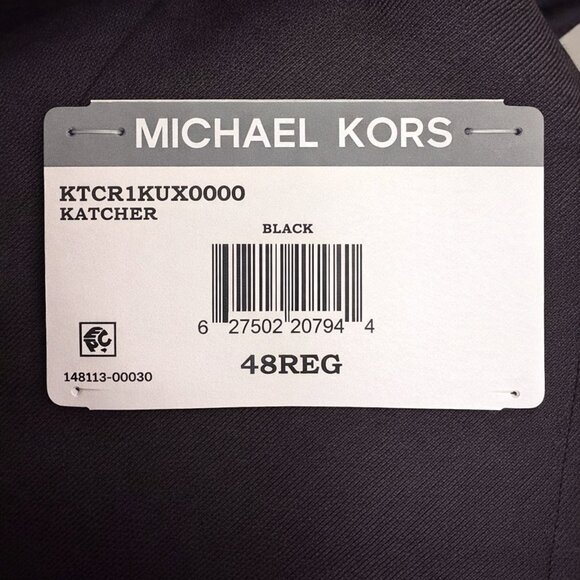 MICHAEL KORS
KTCR1KUX0000
KATCHER
BLACK
6 27502 20794 4
48REG
148113-00030